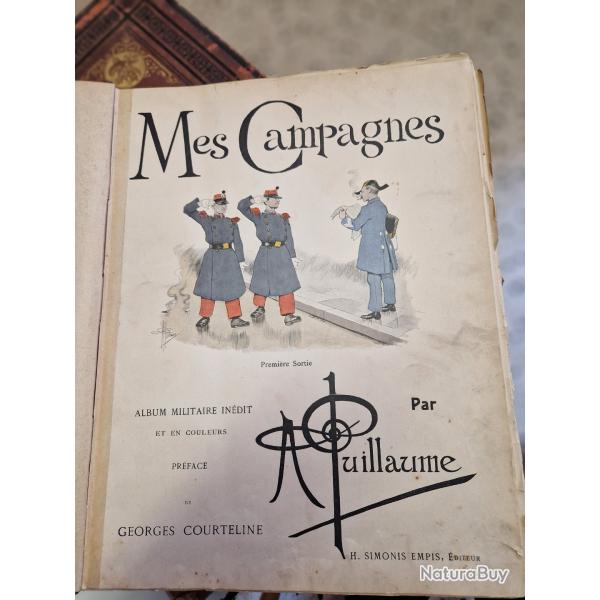 Mes Campagnes
Première Sortie
ALBUM MILITAIRE INÉDIT
ET EN COULEURS
PRÉFACE
DE
GEORGES COURTELINE
Par
A Guillaume
H. SIMONIS EMPIS, ÉDITEUR
NaturaBuy